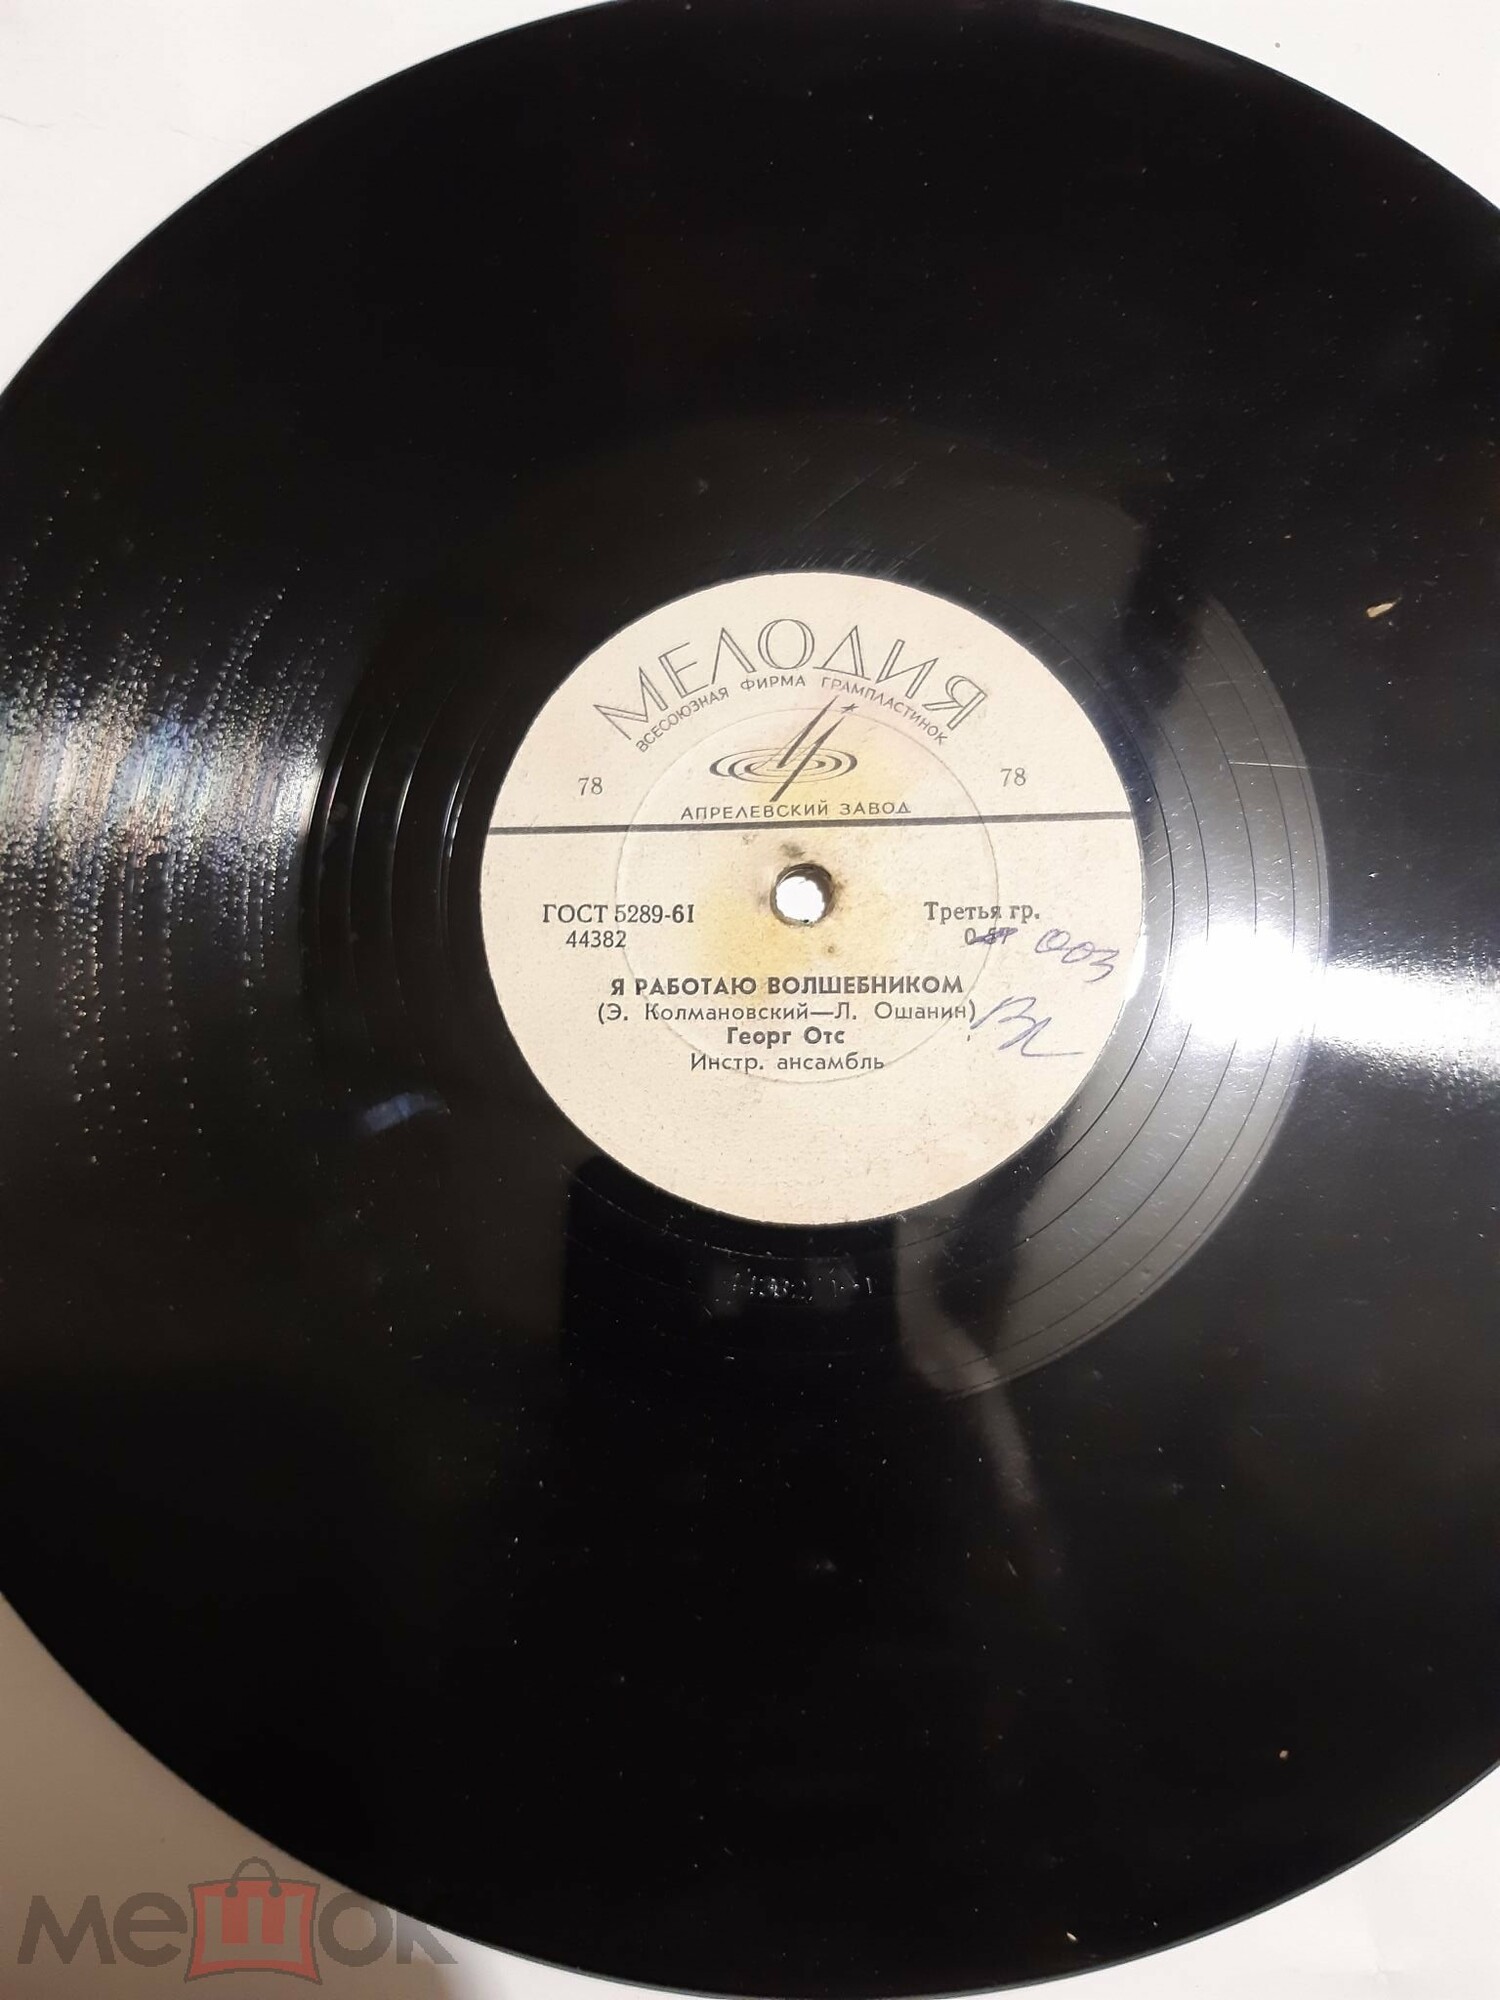 МЕЛОДИЯ
ВСЕСОЮЗНАЯ ФИРМА ГРАМПЛАСТИНОК
78 78
АПРЕЛЕВСКИЙ ЗАВОД
ГОСТ 5289-61 Третья гр.
44382 003
Я РАБОТАЮ ВОЛШЕБНИКОМ
(Э. Колмановский—Л. Ошанин)
Георг Отс
Инстр. ансамбль
мешок